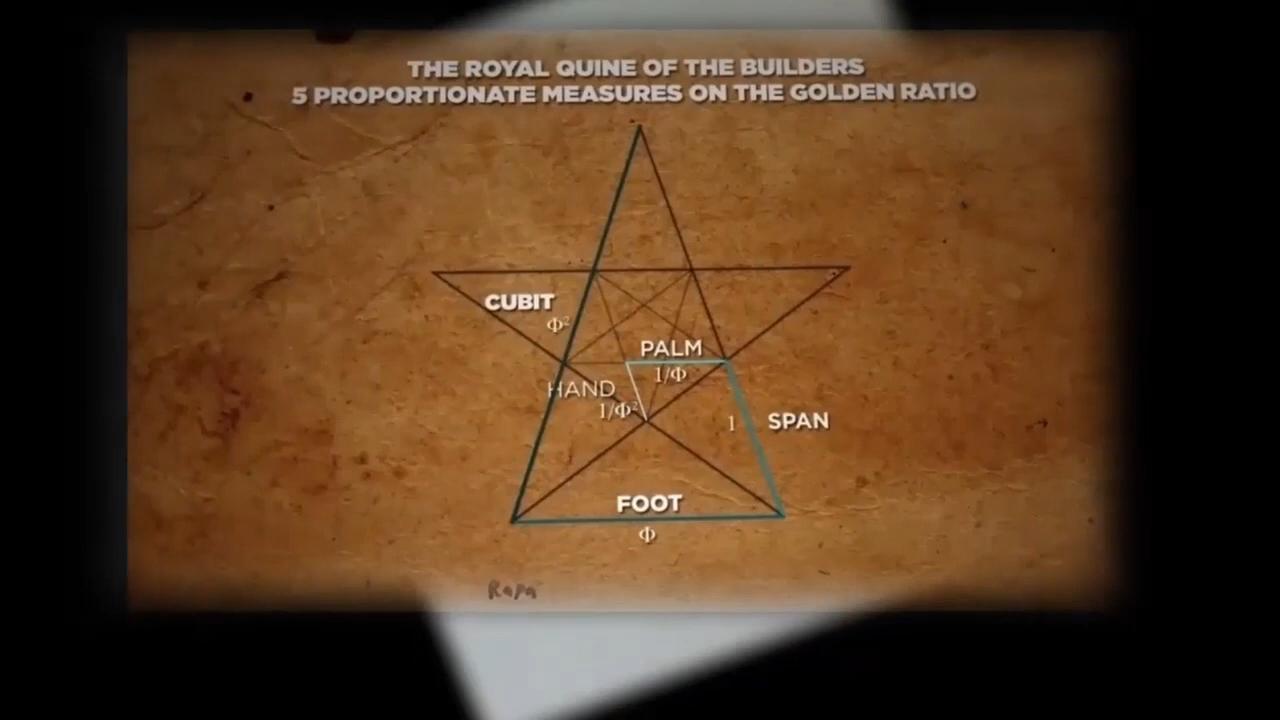 THE ROYAL QUINE OF THE BUILDERS
5 PROPORTIONATE MEASURES ON THE GOLDEN RATIO
CUBIT
Φ²
PALM
1/Φ
HAND
1/Φ²
1
SPAN
FOOT
Φ